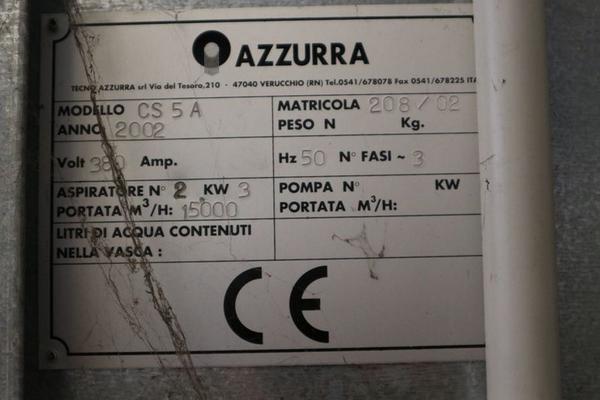 AZZURRA
TECNO AZZURRA srl Via del Tesoro,210 - 47040 VERUCCHIO (RN) Tel.0541/678078 Fax 0541/678225 ITA
MODELLO CS 5 A MATRICOLA 208/02
ANNO 2002 PESO N Kg.
Volt 380 Amp. Hz 50 N° FASI ~ 3
ASPIRATORE N° 2 KW 3 POMPA N° KW
PORTATA M³/H: 15000 PORTATA M³/H:
LITRI DI ACQUA CONTENUTI
NELLA VASCA :
CE